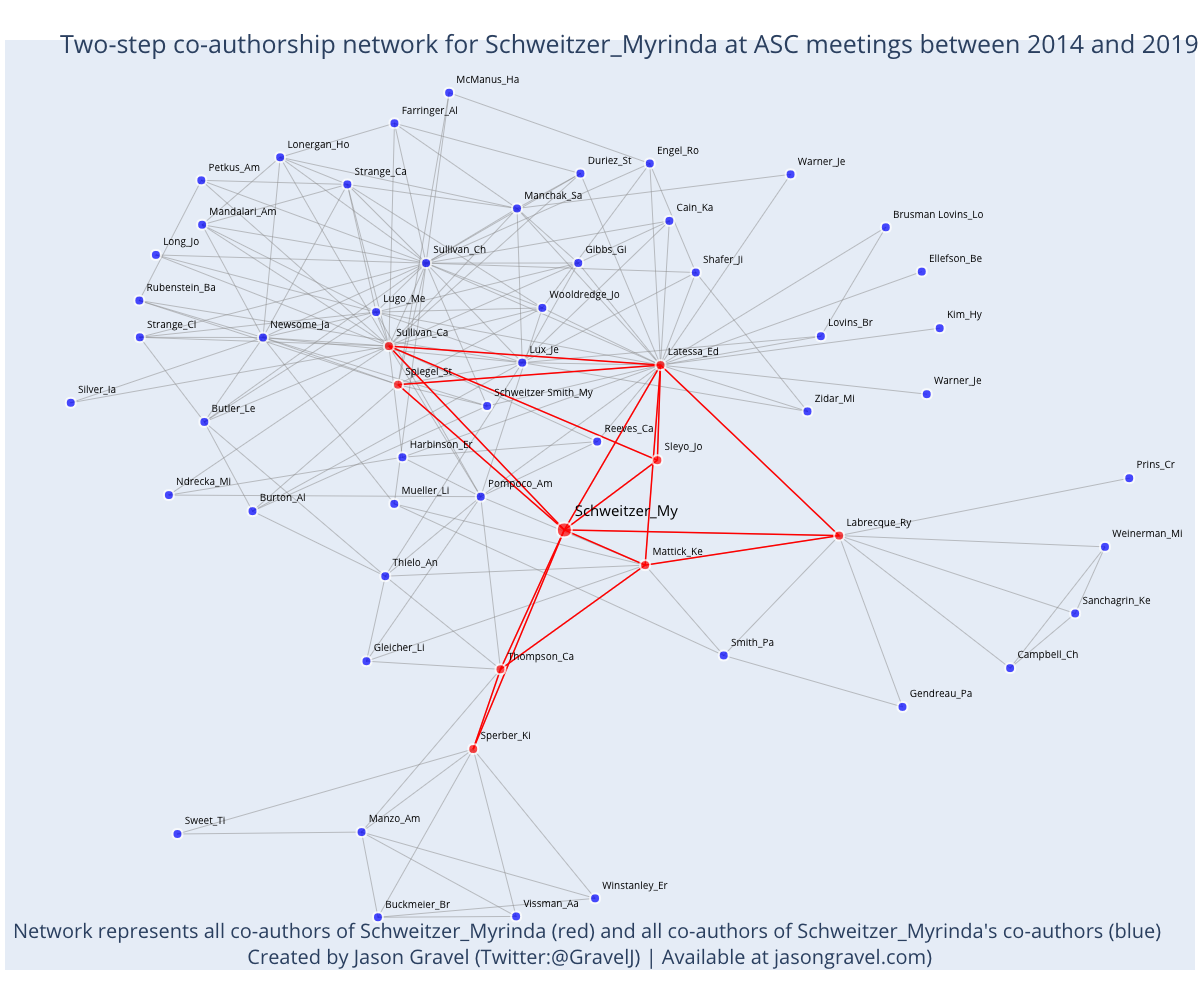 Two-step co-authorship network for Schweitzer_Myrinda at ASC meetings between 2014 and 2019
McManus_Ha
Farringer_Al
Lonergan_Ho
Engel_Ro
Duriez_St
Warner_Je
Petkus_Am
Strange_Ca
Manchak_Sa
Mandalari_Am
Cain_Ka
Brusman Lovins_Lo
Long_Jo
Sullivan_Ch
Gibbs_Gi
Shafer_Ji
Ellefson_Be
Rubenstein_Ba
Lugo_Me
Wooldredge_Jo
Kim_Hy
Strange_Cl
Newsome_Ja
Sullivan_Ca
Lovins_Br
Lux_Je
Latessa_Ed
Spiegel_St
Silver_Ia
Schweitzer Smith_My
Warner_Je
Zidar_Mi
Butler_Le
Reeves_Ca
Harbinson_Er
Sleyo_Jo
Prins_Cr
Ndrecka_Mi
Burton_Al
Mueller_Li
Pompoco_Am
Schweitzer_My
Labrecque_Ry
Weinerman_Mi
Mattick_Ke
Thielo_An
Sanchagrin_Ke
Smith_Pa
Gleicher_Li
Thompson_Ca
Campbell_Ch
Gendreau_Pa
Sperber_Ki
Sweet_Ti
Manzo_Am
Winstanley_Er
Buckmeier_Br
Vissman_Aa
Network represents all co-authors of Schweitzer_Myrinda (red) and all co-authors of Schweitzer_Myrinda's co-authors (blue)
Created by Jason Gravel (Twitter:@GravelJ) | Available at jasongravel.com)